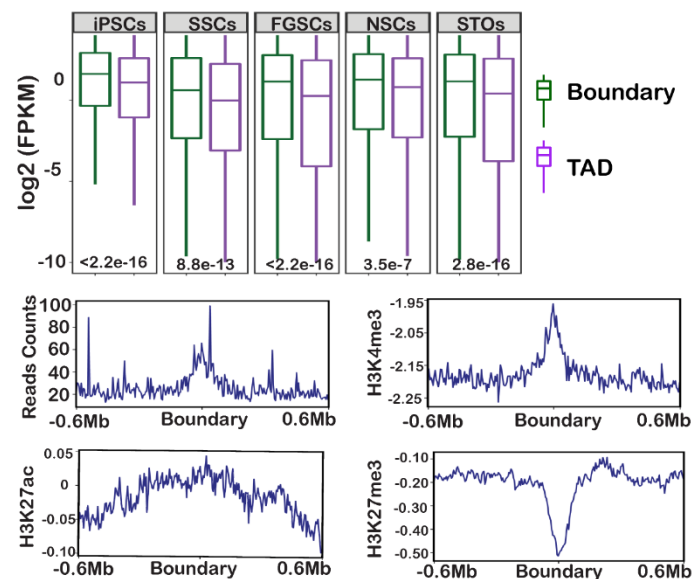 iPSCs SSCs FGSCs NSCs STOs
log2 (FPKM)
0
-5
-10
<2.2e-16 8.8e-13 <2.2e-16 3.5e-7 2.8e-16
Boundary
TAD
Reads Counts
100
80
60
40
20
-0.6Mb Boundary 0.6Mb
H3K4me3
-1.95
-2.05
-2.15
-2.25
-0.6Mb Boundary 0.6Mb
H3K27ac
0.05
0
-0.05
-0.10
-0.6Mb Boundary 0.6Mb
H3K27me3
-0.10
-0.20
-0.30
-0.40
-0.50
-0.6Mb Boundary 0.6Mb